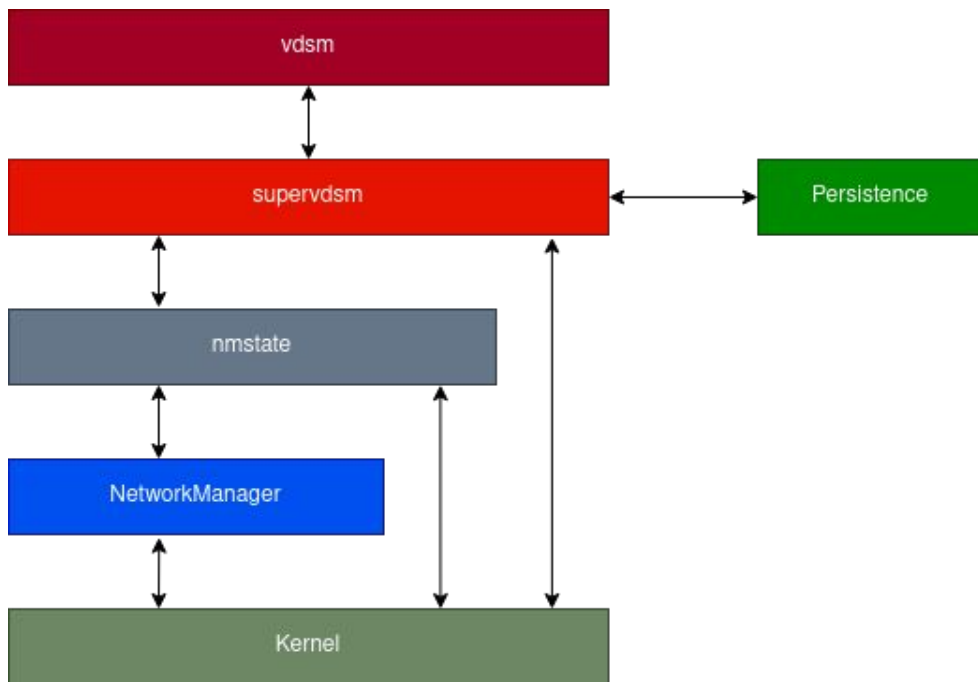 vdsm
supervdsm
Persistence
nmstate
NetworkManager
Kernel